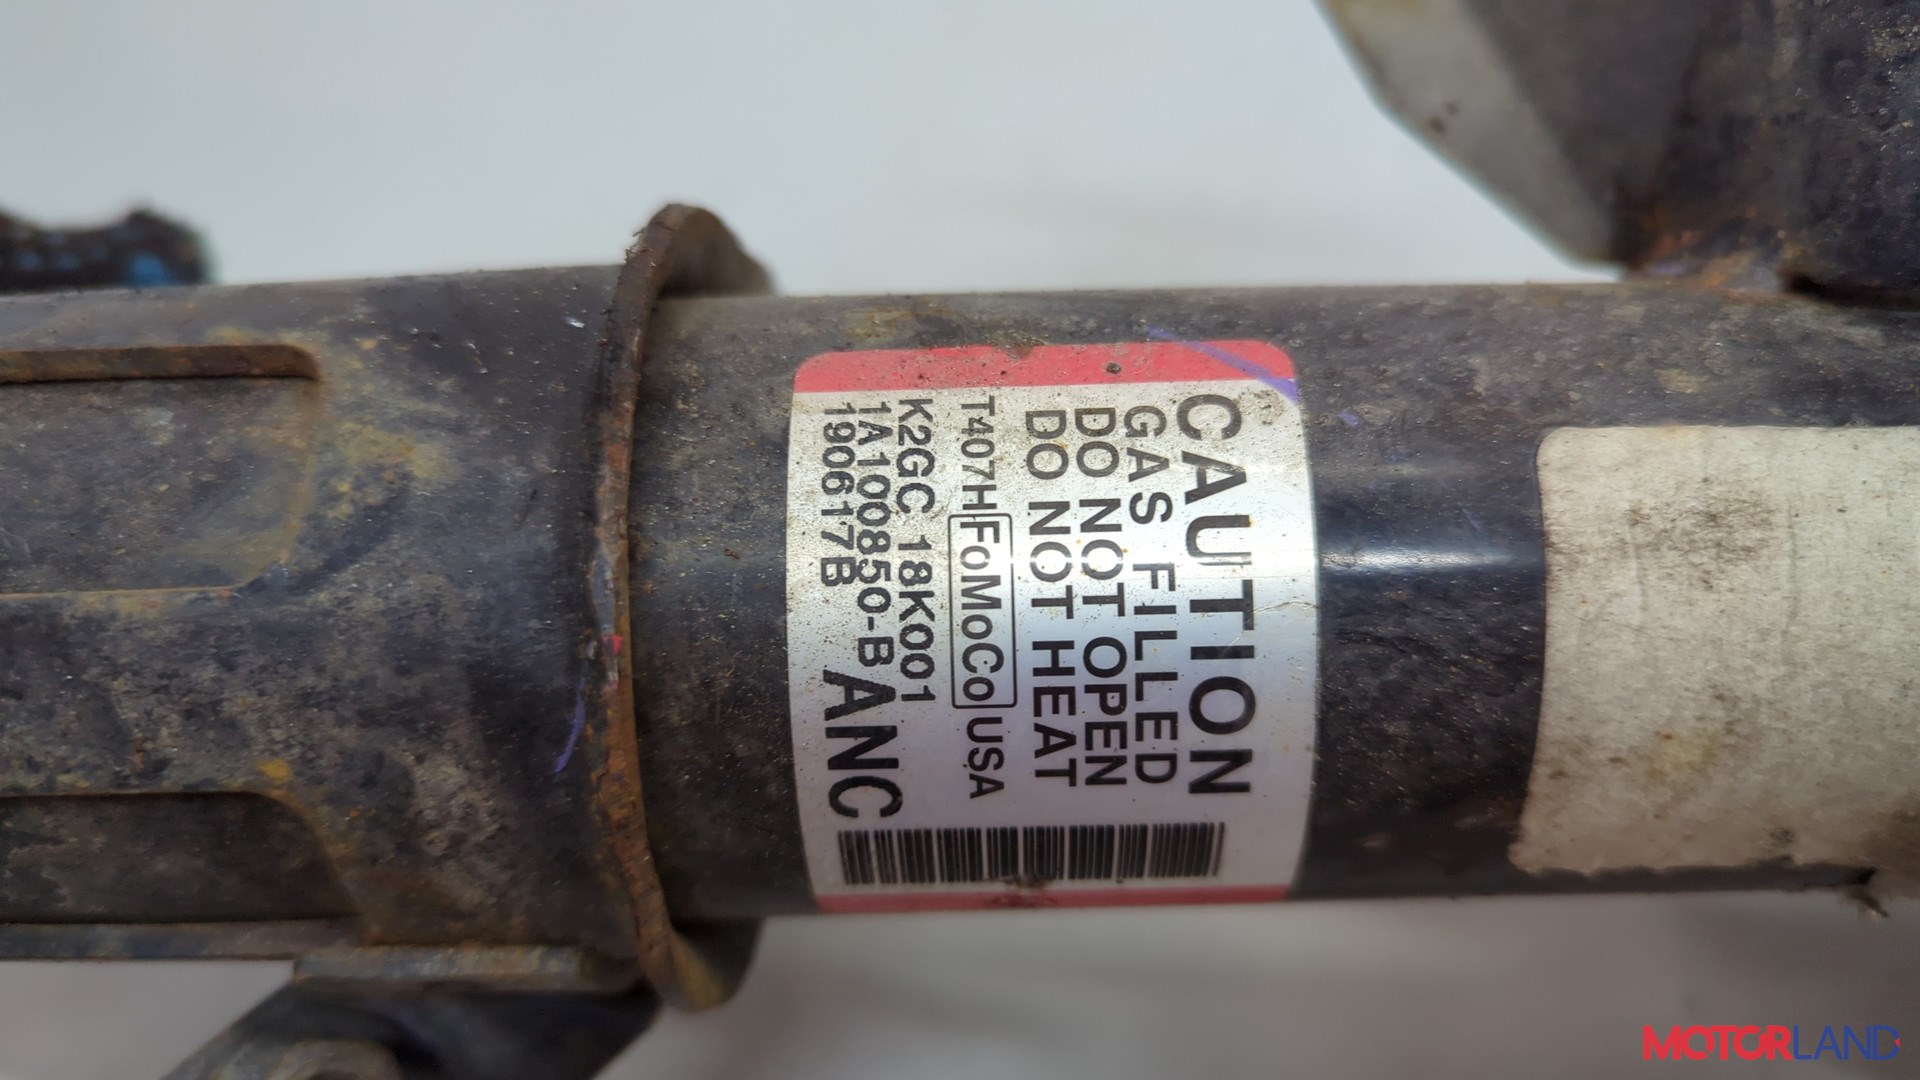 CAUTION
GAS FILLED
DO NOT OPEN
DO NOT HEAT
T407H FoMoCo USA
K2GC 18K001
1A100850-B
190617B
ANC
MOTORLAND